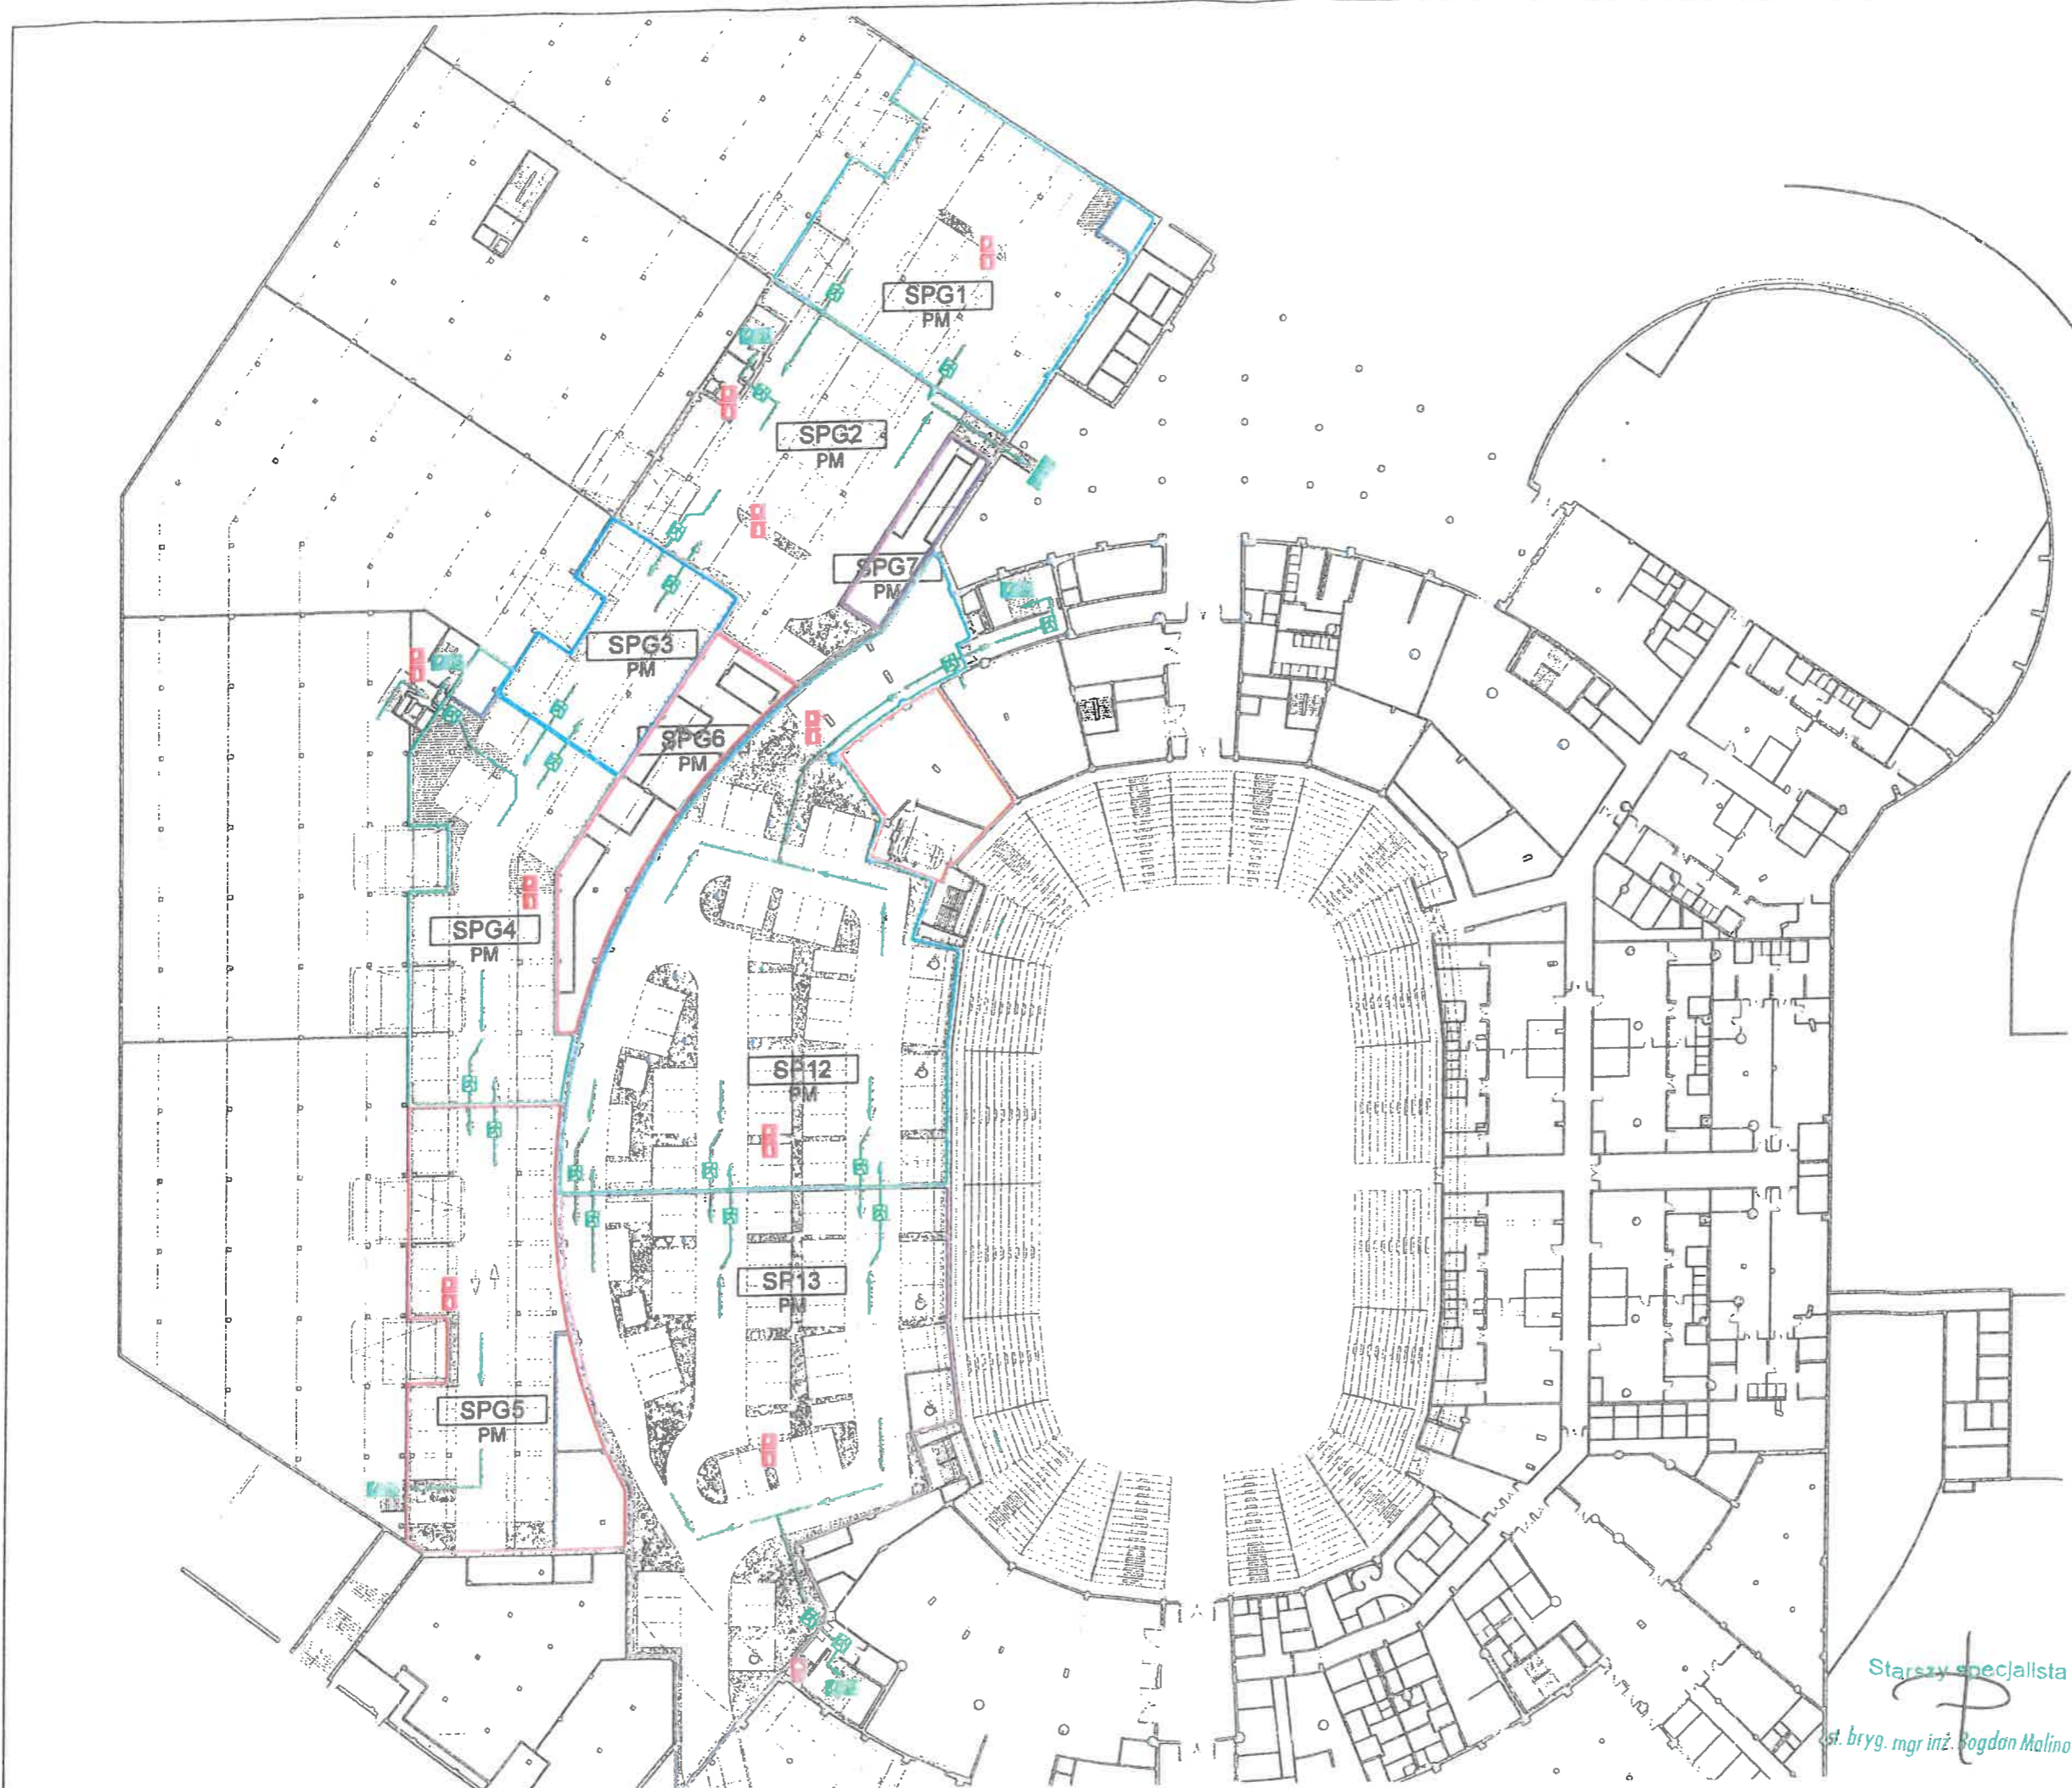 SPG1
PM
SPG2
PM
SPG7
PM
SPG3
PM
SPG6
PM
SPG4
PM
SP12
PM
SP13
PM
SPG5
PM
Starszy specjalista
st. bryg. mgr inż. Bogdan Malino